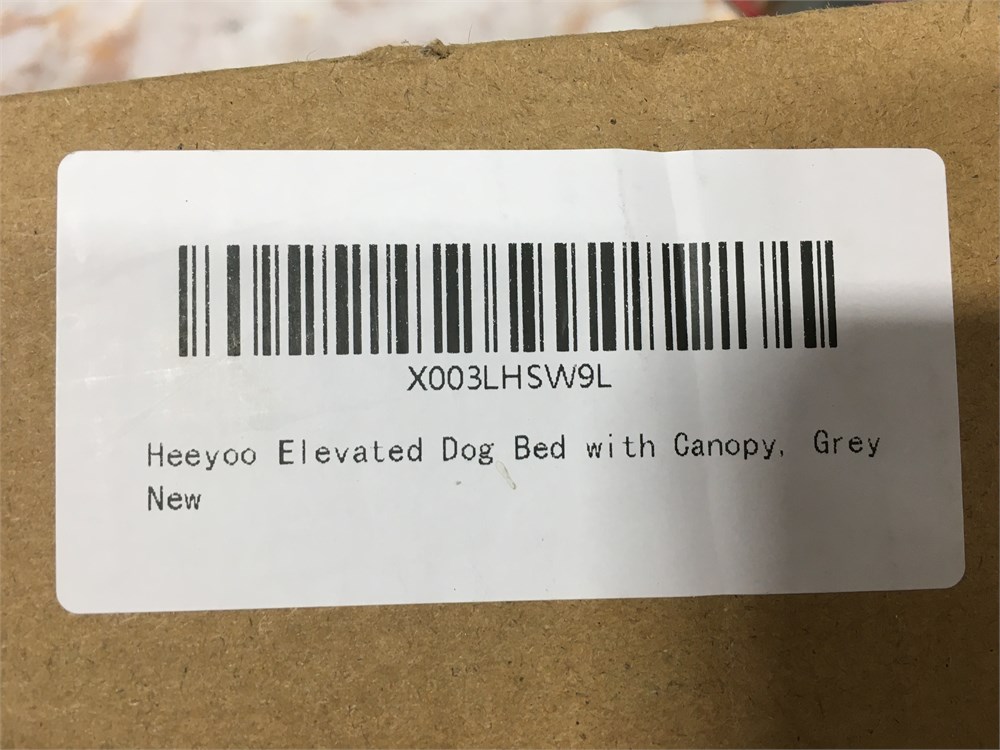 X003LHSW9L
Heeyoo Elevated Dog Bed with Canopy, Grey
New